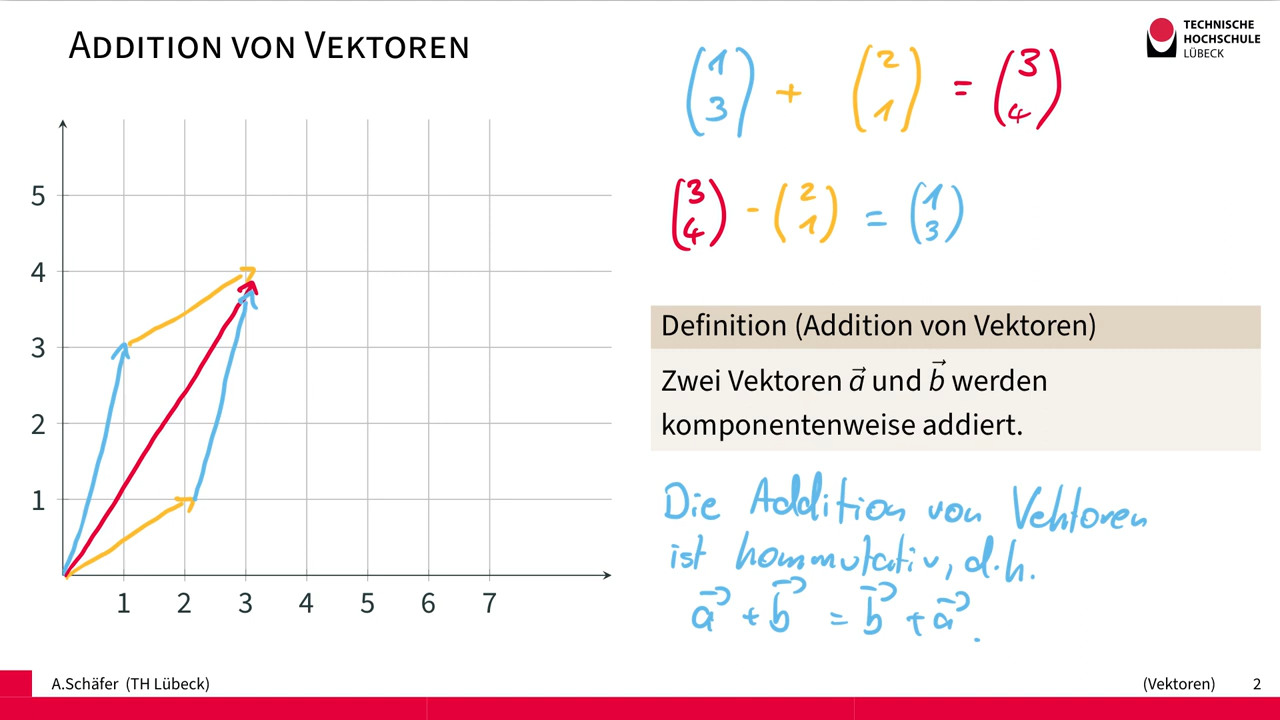 ADDITION VON VEKTOREN
TECHNISCHE
HOCHSCHULE
LÜBECK
(1 3) + (2 1) = (3 4)
(3 4) - (2 1) = (1 3)
5
4
3
2
1
1 2 3 4 5 6 7
Definition (Addition von Vektoren)
Zwei Vektoren a⃗ und b⃗ werden
komponentenweise addiert.
Die Addition von Vektoren
ist kommutativ, d.h.
a⃗ + b⃗ = b⃗ + a⃗.
A.Schäfer (TH Lübeck)
(Vektoren) 2